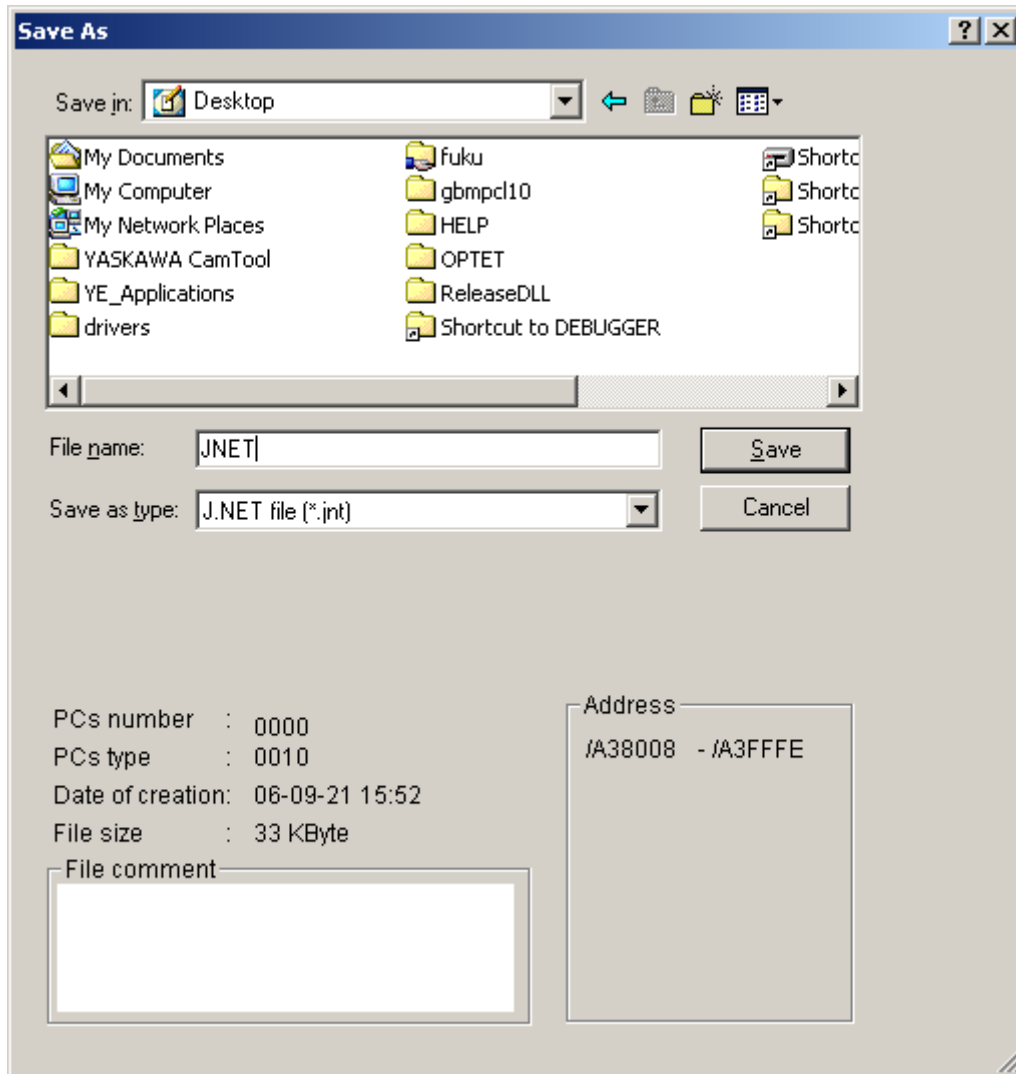 Save As
Save in: Desktop
My Documents
My Computer
My Network Places
YASKAWA CamTool
YE_Applications
drivers
fuku
gbmpcl10
HELP
OPTET
ReleaseDLL
Shortcut to DEBUGGER
Shortc
Shortc
Shortc
File name: JNET Save
Save as type: J.NET file (*.jnt) Cancel
PCs number : 0000
PCs type : 0010
Date of creation: 06-09-21 15:52
File size : 33 KByte
File comment
Address
/A38008 - /A3FFFE